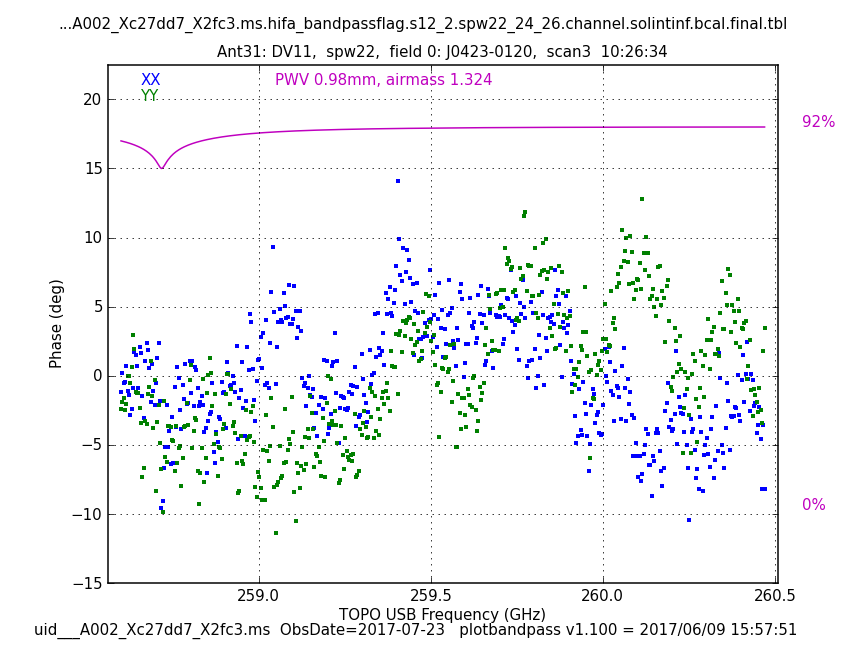 ...A002_Xc27dd7_X2fc3.ms.hifa_bandpassflag.s12_2.spw22_24_26.channel.solintinf.bcal.final.tbl
Ant31: DV11, spw22, field 0: J0423-0120, scan3 10:26:34
XX
PWV 0.98mm, airmass 1.324
YY
92%
0%
20
15
10
5
0
−5
−10
−15
Phase (deg)
259.0
259.5
260.0
260.5
TOPO USB Frequency (GHz)
uid___A002_Xc27dd7_X2fc3.ms ObsDate=2017-07-23 plotbandpass v1.100 = 2017/06/09 15:57:51